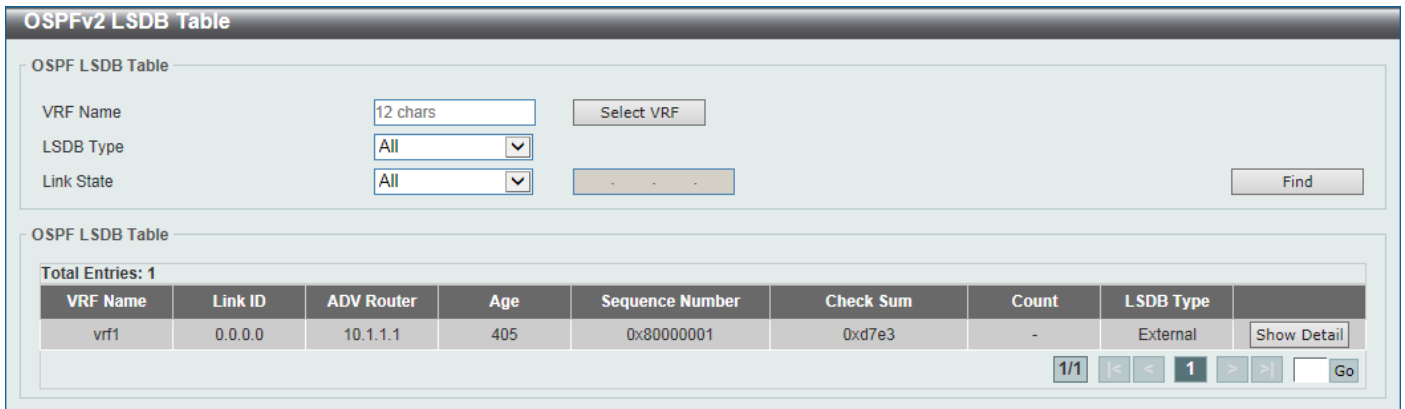 OSPFv2 LSDB Table
OSPF LSDB Table
VRF Name 12 chars Select VRF
LSDB Type All
Link State All . . . Find
OSPF LSDB Table
Total Entries: 1
VRF Name Link ID ADV Router Age Sequence Number Check Sum Count LSDB Type
vrf1 0.0.0.0 10.1.1.1 405 0x80000001 0xd7e3 - External Show Detail
1/1 |< < 1 > >| Go